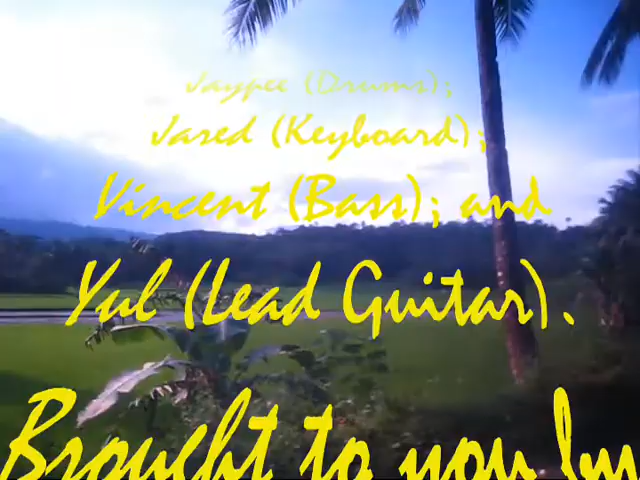 Jaypee (Drums);
Jared (Keyboard);
Vincent (Bass); and
Yul (Lead Guitar).
Brought to you